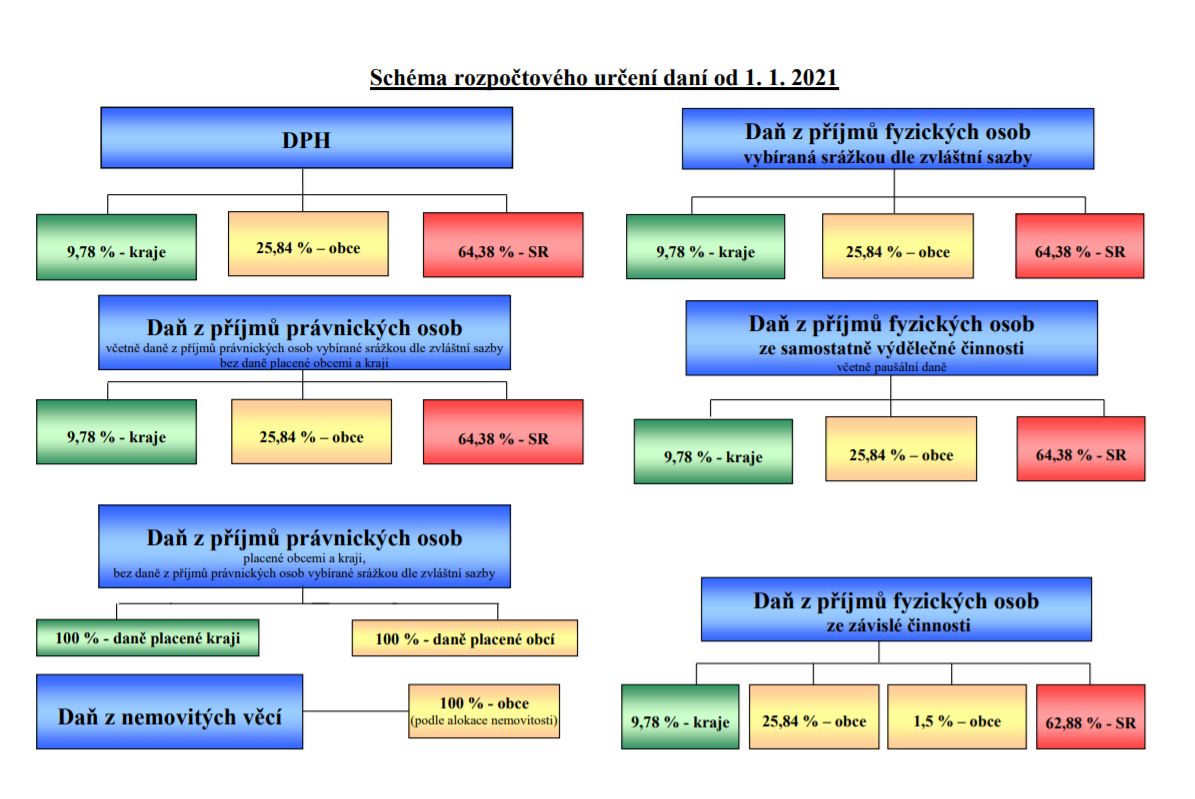 Schéma rozpočtového určení daní od 1. 1. 2021
DPH
9,78 % - kraje
25,84 % – obce
64,38 % - SR
Daň z příjmů fyzických osob
vybíraná srážkou dle zvláštní sazby
9,78 % - kraje
25,84 % – obce
64,38 % - SR
Daň z příjmů právnických osob
včetně daně z příjmů právnických osob vybírané srážkou dle zvláštní sazby
bez daně placené obcemi a kraji
9,78 % - kraje
25,84 % – obce
64,38 % - SR
Daň z příjmů fyzických osob
ze samostatně výdělečné činnosti
včetně paušální daně
9,78 % - kraje
25,84 % – obce
64,38 % - SR
Daň z příjmů právnických osob
placené obcemi a kraji,
bez daně z příjmů právnických osob vybírané srážkou dle zvláštní sazby
100 % - daně placené kraji
100 % - daně placené obcí
Daň z nemovitých věcí
100 % - obce
(podle alokace nemovitosti)
Daň z příjmů fyzických osob
ze závislé činnosti
9,78 % - kraje
25,84 % – obce
1,5 % – obce
62,88 % - SR